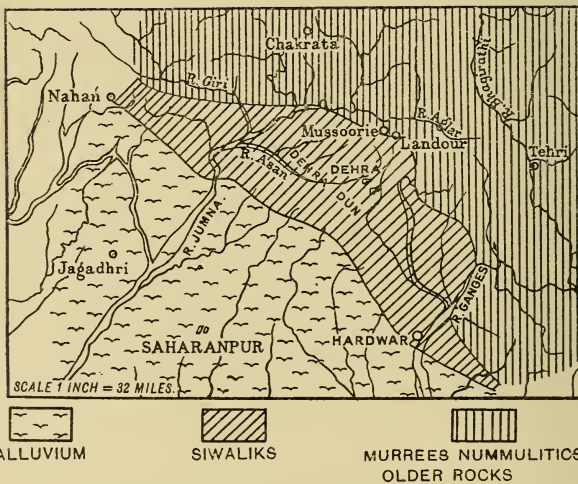 Chakrata
R. Giri
Nahan
R. Bhagirathi
R. Aglar
Mussoorie
Landour
Tehri
R. Asan
DEHRA DUN
DEHRA
R. JUMNA.
Jagadhri
R. GANGES
HARDWAR
SAHARANPUR
SCALE 1 INCH = 32 MILES.
ALLUVIUM
SIWALIKS
MURREES NUMMULITICS
OLDER ROCKS